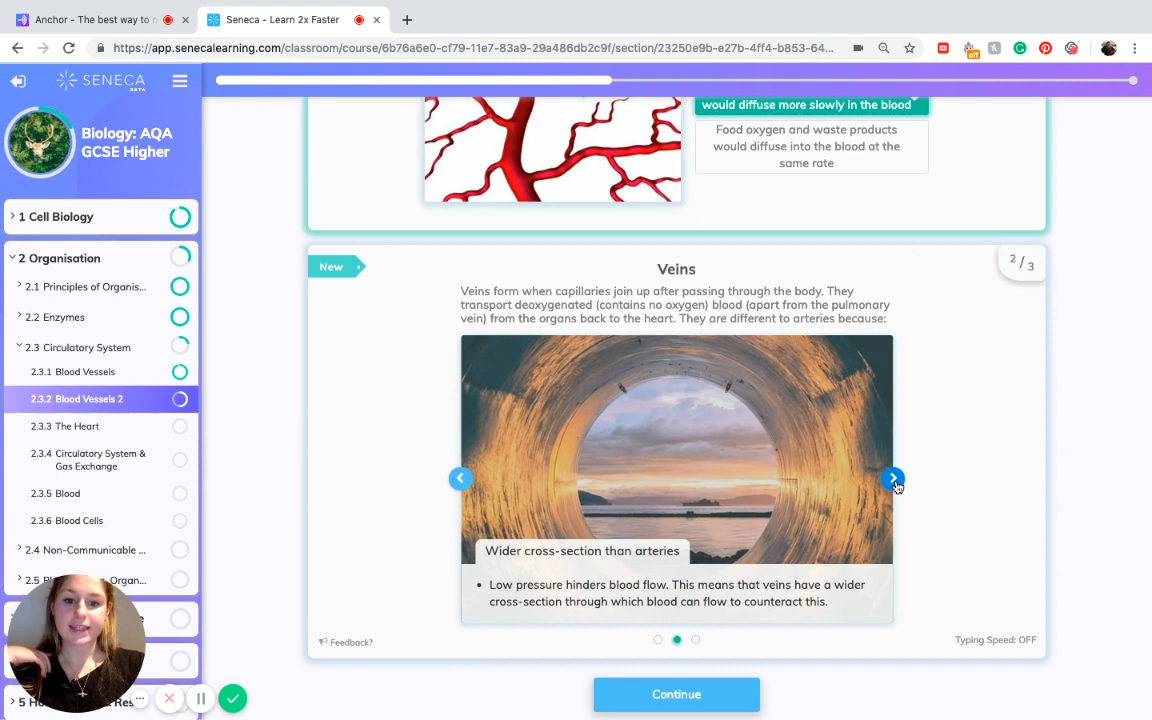 Anchor - The best way to
Seneca - Learn 2x Faster
https://app.senecalearning.com/classroom/course/6b76a6e0-cf79-11e7-83a9-29a486db2c9f/section/23250e9b-e27b-4ff4-b853-64...
off
SENECA
BETA
Biology: AQA
GCSE Higher
1 Cell Biology
2 Organisation
2.1 Principles of Organis...
2.2 Enzymes
2.3 Circulatory System
2.3.1 Blood Vessels
2.3.2 Blood Vessels 2
2.3.3 The Heart
2.3.4 Circulatory System &
Gas Exchange
2.3.5 Blood
2.3.6 Blood Cells
2.4 Non-Communicable ...
2.5 Organ...
would diffuse more slowly in the blood
Food oxygen and waste products
would diffuse into the blood at the
same rate
New
Veins
2/3
Veins form when capillaries join up after passing through the body. They
transport deoxygenated (contains no oxygen) blood (apart from the pulmonary
vein) from the organs back to the heart. They are different to arteries because:
Wider cross-section than arteries
• Low pressure hinders blood flow. This means that veins have a wider
cross-section through which blood can flow to counteract this.
Feedback?
Typing Speed: OFF
Continue